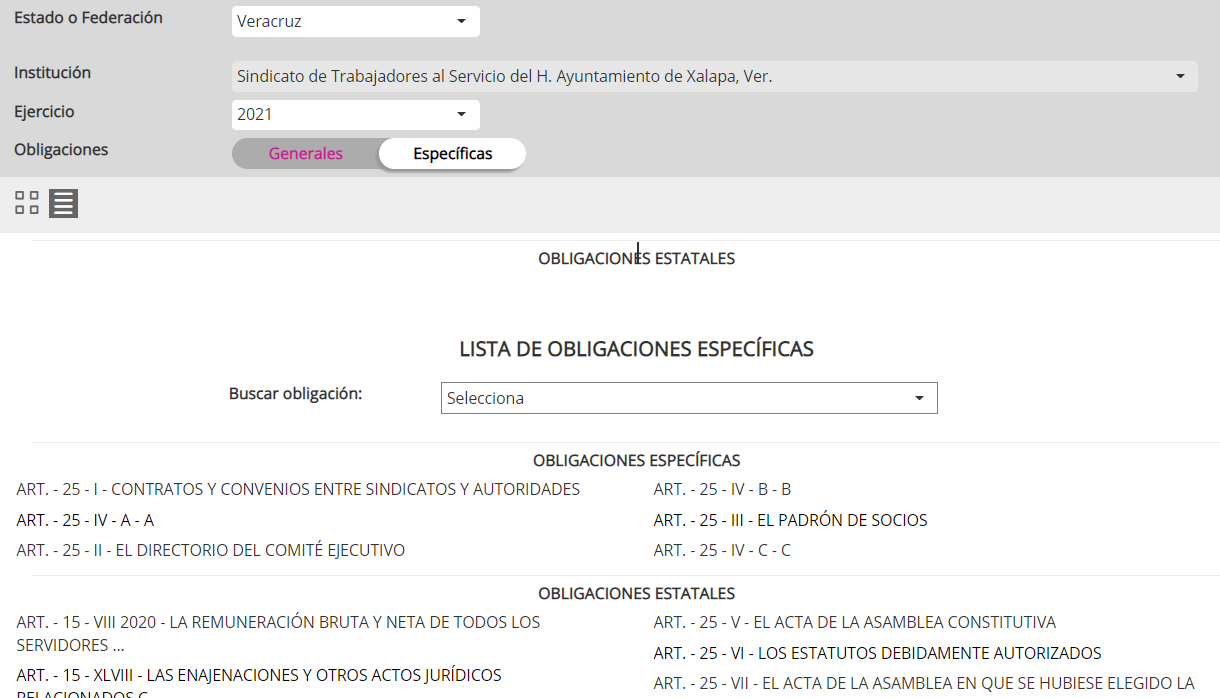 Estado o Federación
Veracruz
Institución
Sindicato de Trabajadores al Servicio del H. Ayuntamiento de Xalapa, Ver.
Ejercicio
2021
Obligaciones
Generales
Específicas
OBLIGACIONES ESTATALES
LISTA DE OBLIGACIONES ESPECÍFICAS
Buscar obligación:
Selecciona
OBLIGACIONES ESPECÍFICAS
ART. - 25 - I - CONTRATOS Y CONVENIOS ENTRE SINDICATOS Y AUTORIDADES
ART. - 25 - IV - A - A
ART. - 25 - II - EL DIRECTORIO DEL COMITÉ EJECUTIVO
ART. - 25 - IV - B - B
ART. - 25 - III - EL PADRÓN DE SOCIOS
ART. - 25 - IV - C - C
OBLIGACIONES ESTATALES
ART. - 15 - VIII 2020 - LA REMUNERACIÓN BRUTA Y NETA DE TODOS LOS
SERVIDORES ...
ART. - 15 - XLVIII - LAS ENAJENACIONES Y OTROS ACTOS JURÍDICOS
RELACIONADOS C
ART. - 25 - V - EL ACTA DE LA ASAMBLEA CONSTITUTIVA
ART. - 25 - VI - LOS ESTATUTOS DEBIDAMENTE AUTORIZADOS
ART. - 25 - VII - EL ACTA DE LA ASAMBLEA EN QUE SE HUBIESE ELEGIDO LA